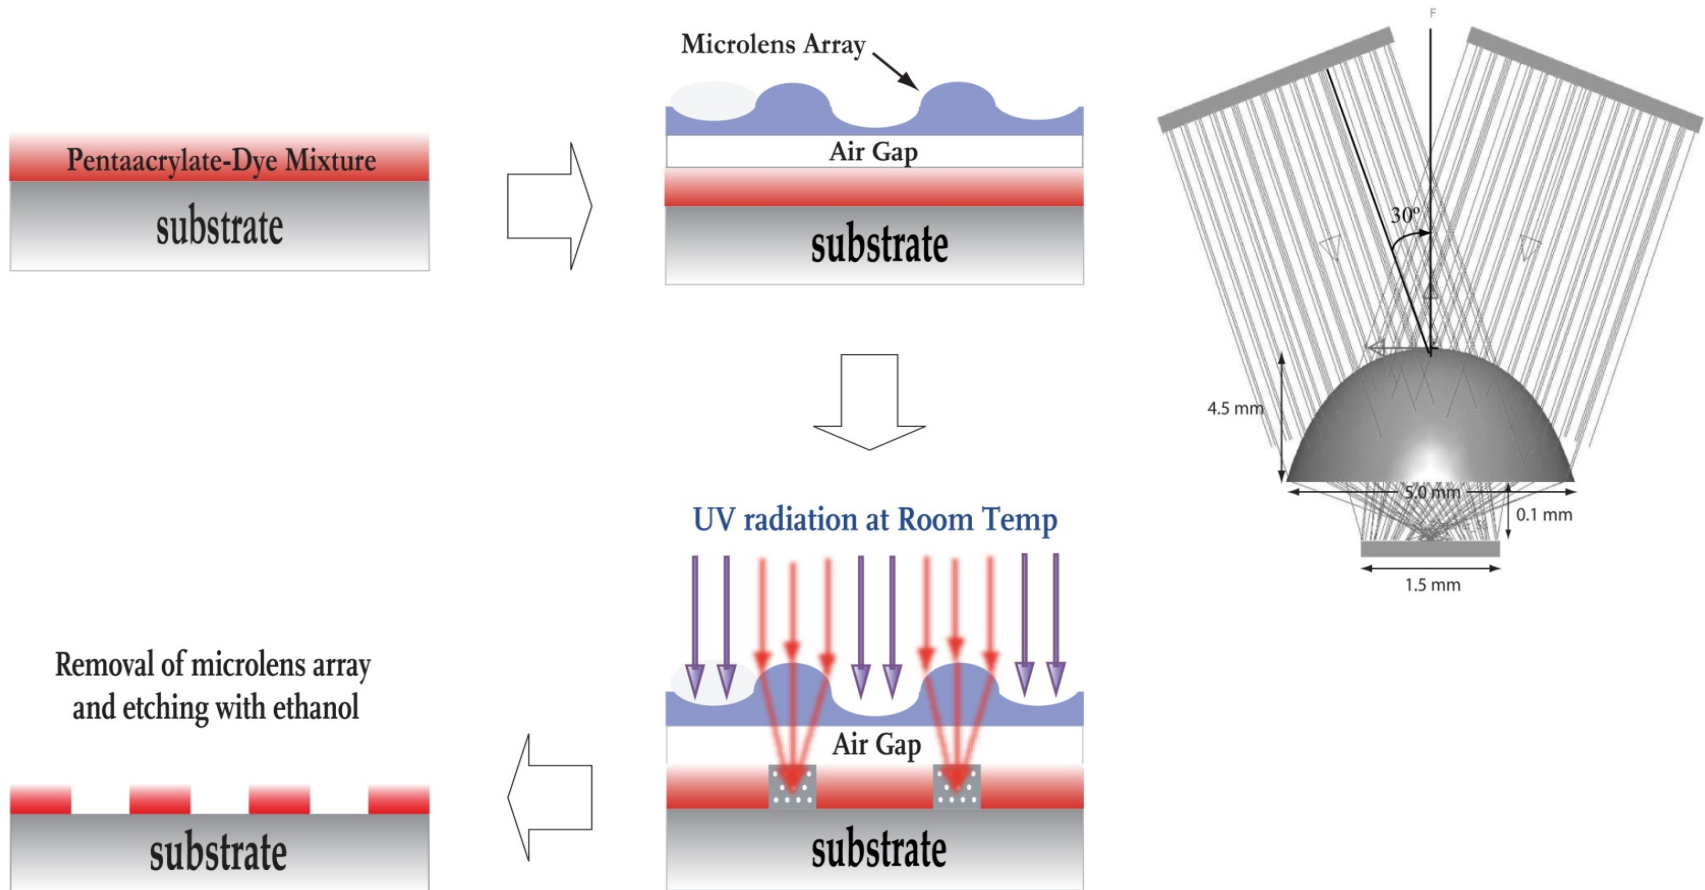 Pentaacrylate-Dye Mixture
substrate
Microlens Array
Air Gap
substrate
UV radiation at Room Temp
Air Gap
substrate
Removal of microlens array
and etching with ethanol
substrate
F
30º
4.5 mm
5.0 mm
0.1 mm
1.5 mm